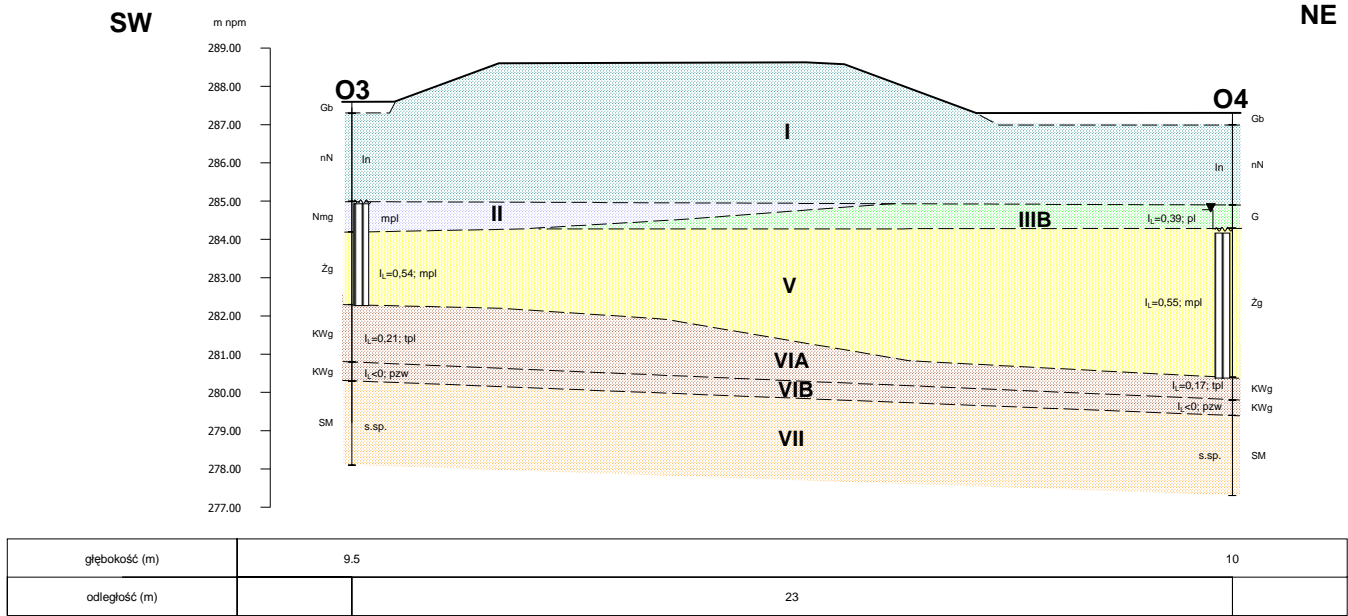 SW
m npm
NE
289.00
288.00
287.00
286.00
285.00
284.00
283.00
282.00
281.00
280.00
279.00
278.00
277.00
O3
Gb
nN
ln
Nmg
mpl
Żg
IL=0,54; mpl
KWg
IL=0,21; tpl
KWg
IL<0; pzw
SM
s.sp.
I
II
IIIB
V
VIA
VIB
VII
O4
Gb
ln
nN
IL=0,39; pl
G
IL=0,55; mpl
Żg
IL=0,17; tpl
KWg
IL<0; pzw
KWg
s.sp.
SM
głębokość (m) 9.5 10
odległość (m) 23